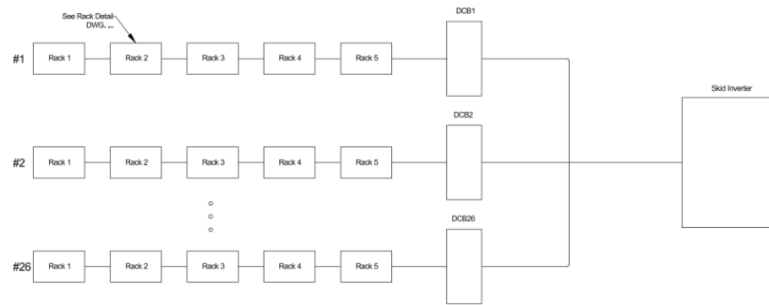 See Rack Detail
DWG. ...
DCB1
#1 Rack 1 Rack 2 Rack 3 Rack 4 Rack 5
Skid Inverter
DCB2
#2 Rack 1 Rack 2 Rack 3 Rack 4 Rack 5
DCB26
#26 Rack 1 Rack 2 Rack 3 Rack 4 Rack 5